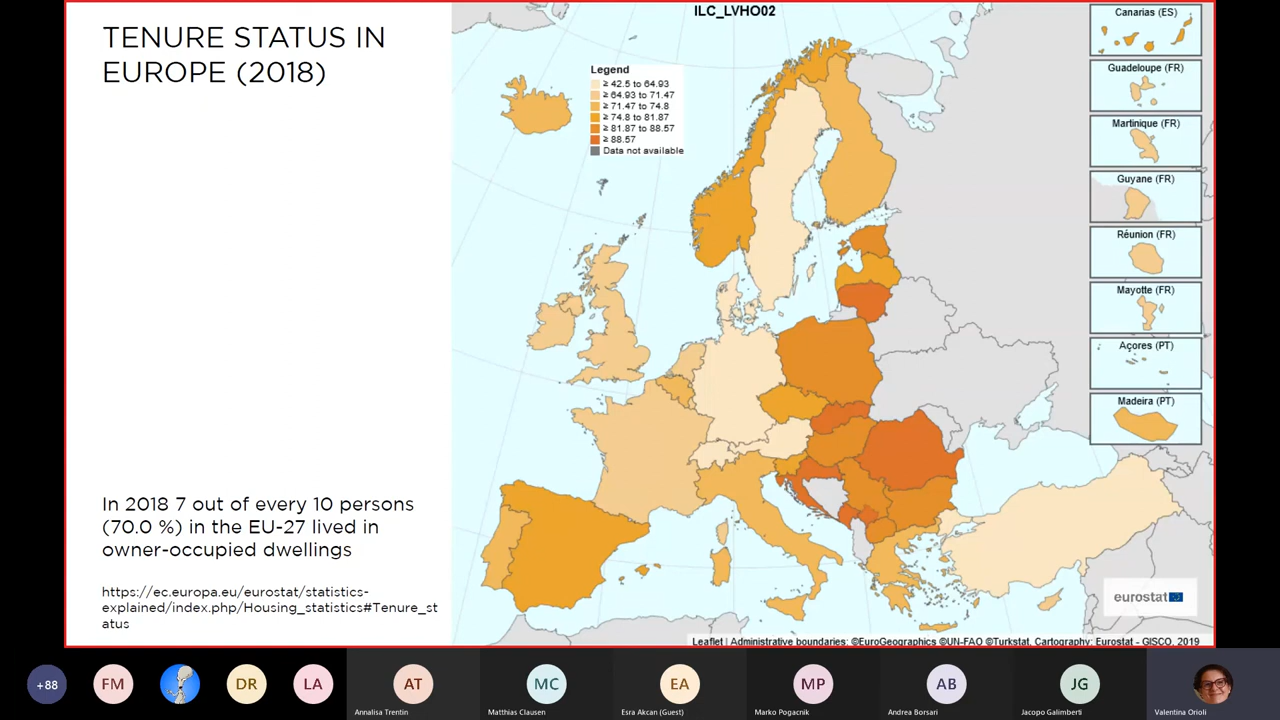 TENURE STATUS IN
EUROPE (2018)
In 2018 7 out of every 10 persons
(70.0 %) in the EU-27 lived in
owner-occupied dwellings
https://ec.europa.eu/eurostat/statistics-
explained/index.php/Housing_statistics#Tenure_st
atus
ILC_LVHO02
Legend
≥ 42.5 to 64.93
≥ 64.93 to 71.47
≥ 71.47 to 74.8
≥ 74.8 to 81.87
≥ 81.87 to 88.57
≥ 88.57
Data not available
Canarias (ES)
Guadeloupe (FR)
Martinique (FR)
Guyane (FR)
Réunion (FR)
Mayotte (FR)
Açores (PT)
Madeira (PT)
eurostat
Leaflet | Administrative boundaries: ©EuroGeographics ©UN-FAO ©Turkstat, Cartography: Eurostat - GISCO, 2019
+88
FM
DR
LA
AT
Annalisa Trentin
MC
Matthias Clausen
EA
Esra Akcan (Guest)
MP
Marko Pogacnik
AB
Andrea Borsari
JG
Jacopo Galimberti
Valentina Orioli